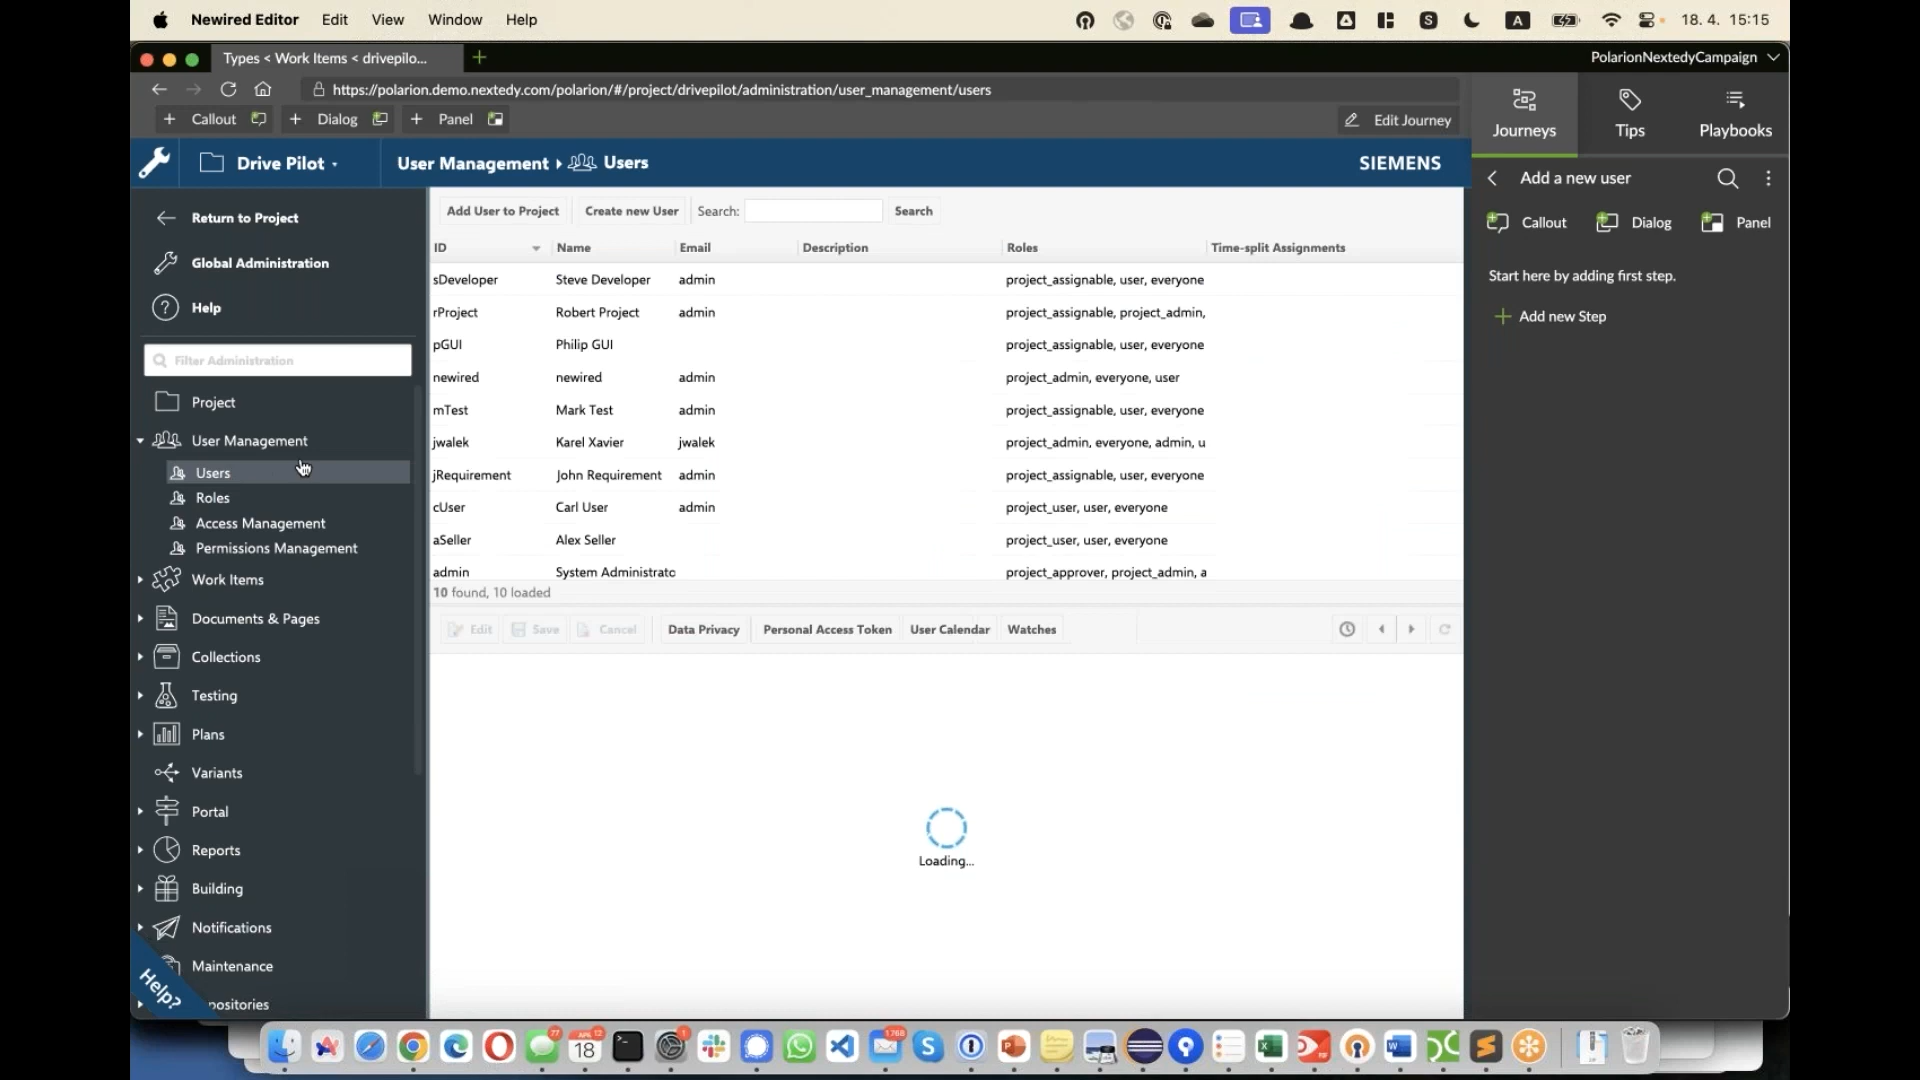 Newired Editor Edit View Window Help
S A 18. 4. 15:15
Types < Work Items < drivepilo...
PolarionNextedyCampaign
https://polarion.demo.nextedy.com/polarion/#/project/drivepilot/administration/user_management/users
+ Callout + Dialog + Panel Edit Journey
Journeys Tips Playbooks
Drive Pilot User Management Users SIEMENS
Add a new user
Callout Dialog Panel
Start here by adding first step.
Add new Step
Return to Project
Global Administration
? Help
Filter Administration
Project
User Management
Users
Roles
Access Management
Permissions Management
Work Items
Documents & Pages
Collections
Testing
Plans
Variants
Portal
Reports
Building
Notifications
Maintenance
Help?
Add User to Project Create new User Search: Search
ID Name Email Description Roles Time-split Assignments
sDeveloper Steve Developer admin project_assignable, user, everyone
rProject Robert Project admin project_assignable, project_admin,
pGUI Philip GUI project_assignable, user, everyone
newired newired admin project_admin, everyone, user
mTest Mark Test admin project_assignable, user, everyone
jwalek Karel Xavier jwalek project_admin, everyone, admin, u
jRequirement John Requirement admin project_assignable, user, everyone
cUser Carl User admin project_user, user, everyone
aSeller Alex Seller project_user, user, everyone
admin System Administrato project_approver, project_admin, a
10 found, 10 loaded
Edit Save Cancel Data Privacy Personal Access Token User Calendar Watches
Loading...
77 18 1 1768